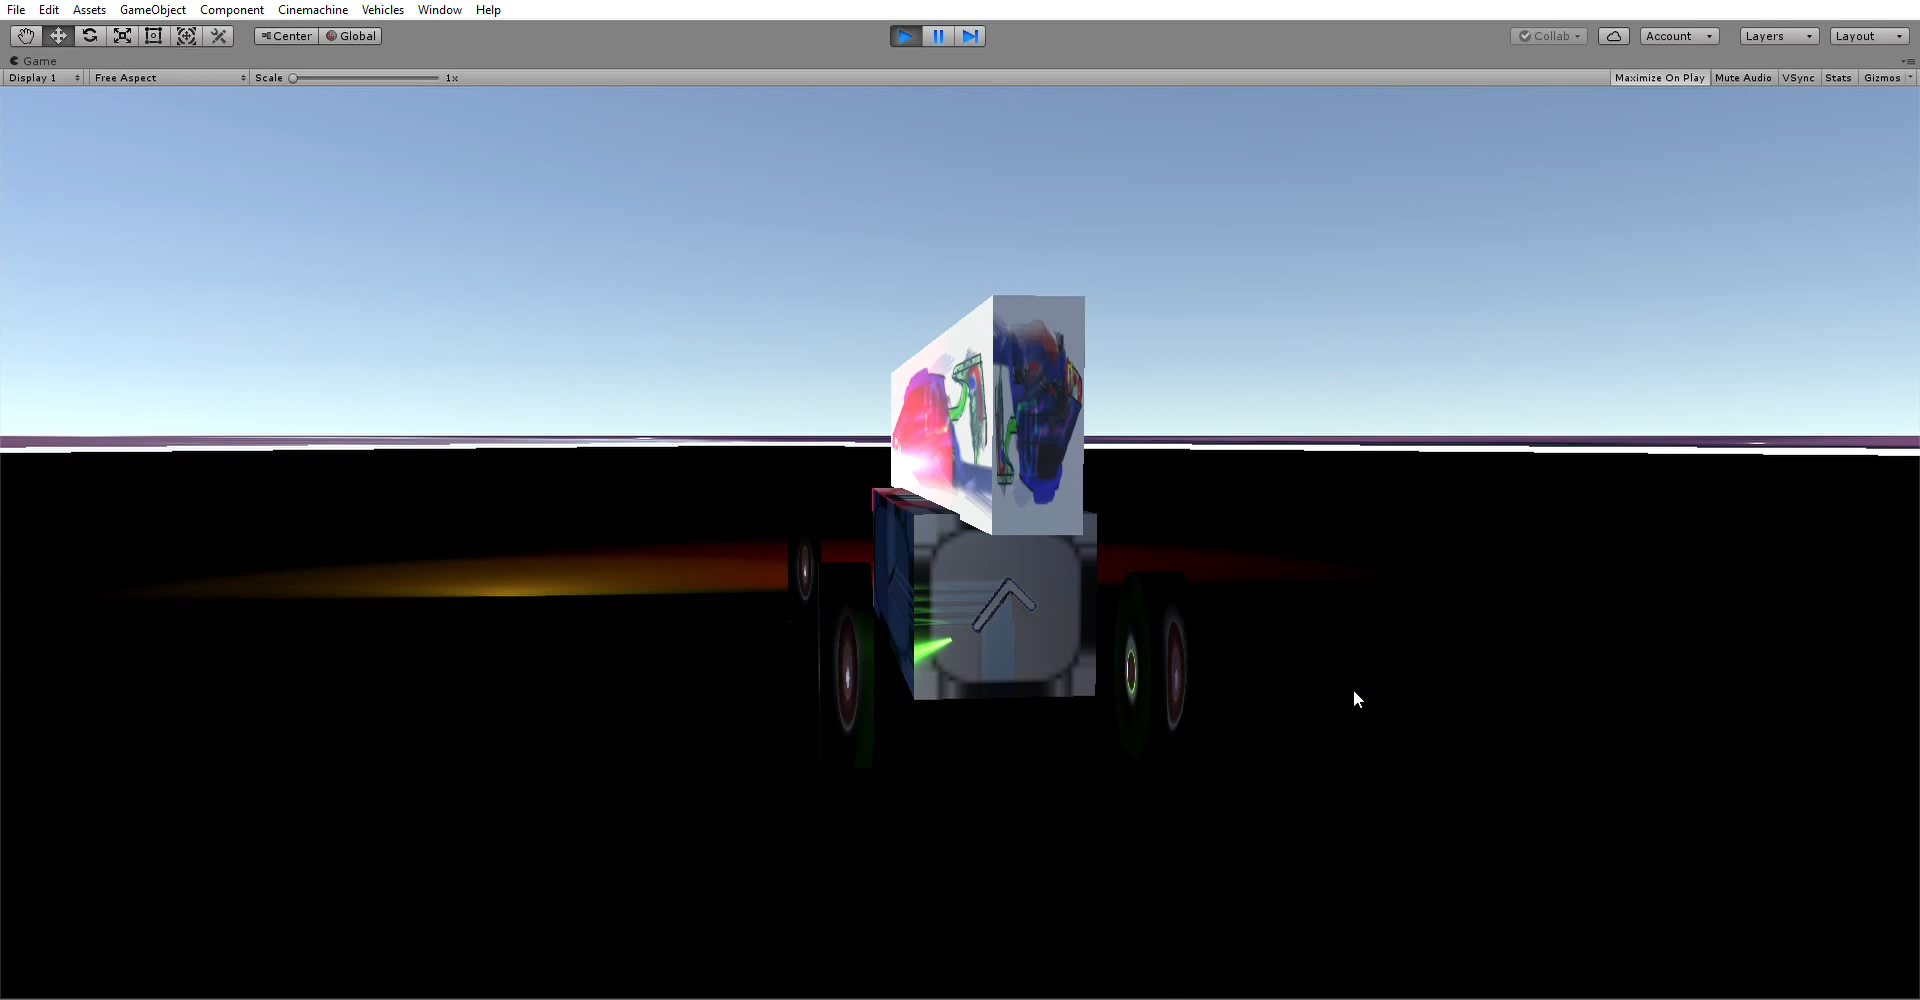 File Edit Assets GameObject Component Cinemachine Vehicles Window Help
Center Global Collab Account Layers Layout
Game
Display 1 Free Aspect Scale 1x Maximize On Play Mute Audio VSync Stats Gizmos